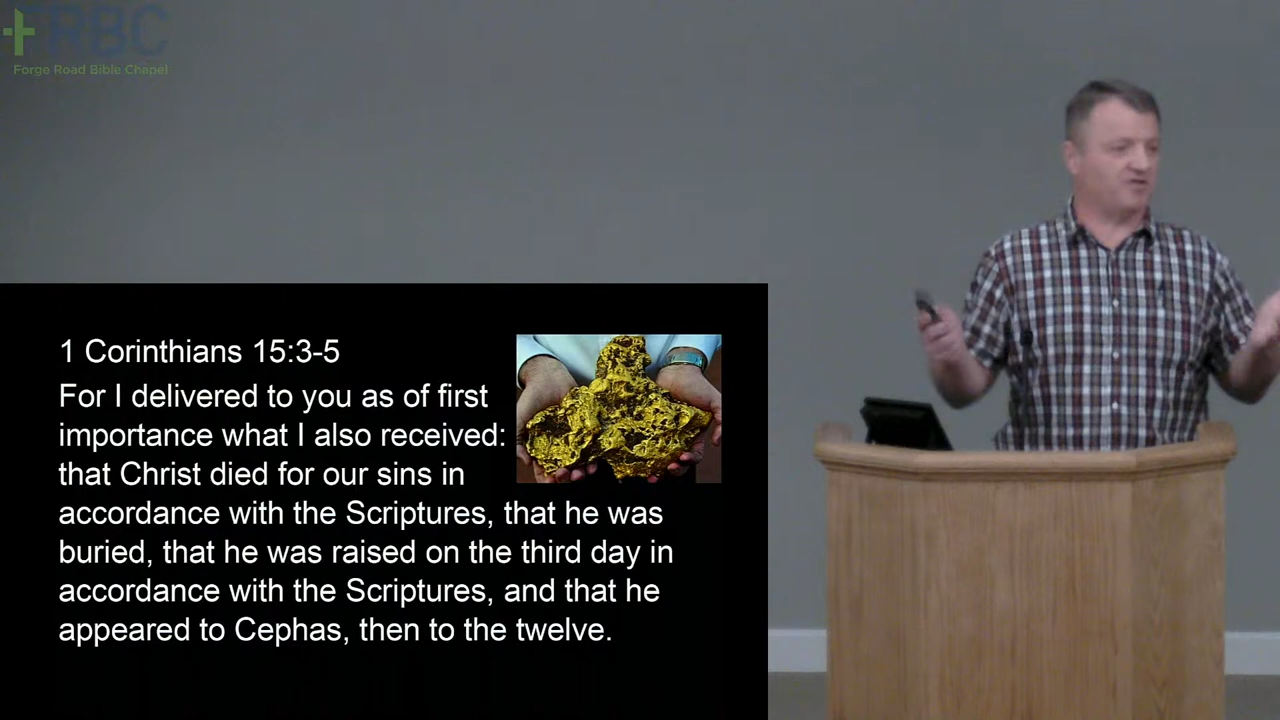 FRBC
Forge Road Bible Chapel
1 Corinthians 15:3-5
For I delivered to you as of first
importance what I also received:
that Christ died for our sins in
accordance with the Scriptures, that he was
buried, that he was raised on the third day in
accordance with the Scriptures, and that he
appeared to Cephas, then to the twelve.